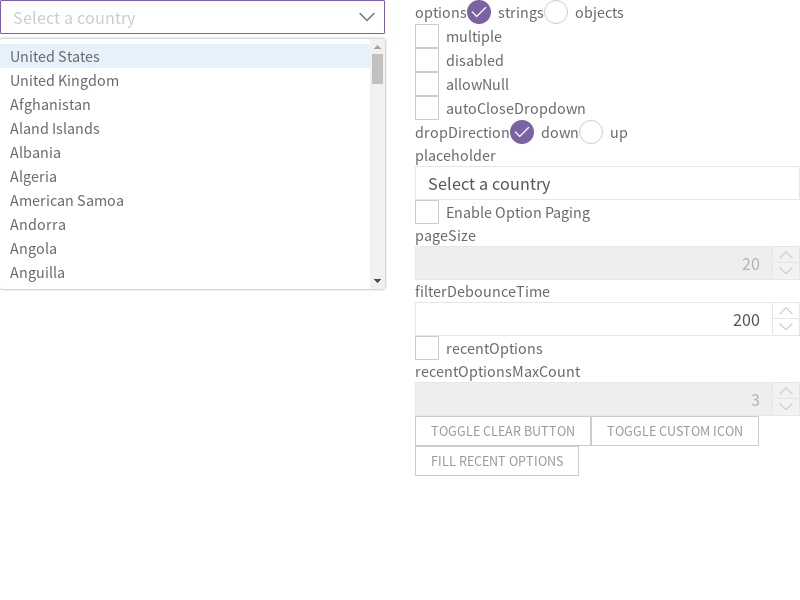 Select a country
United States
United Kingdom
Afghanistan
Aland Islands
Albania
Algeria
American Samoa
Andorra
Angola
Anguilla
options strings objects
multiple
disabled
allowNull
autoCloseDropdown
dropDirection down up
placeholder
Select a country
Enable Option Paging
pageSize
20
filterDebounceTime
200
recentOptions
recentOptionsMaxCount
3
TOGGLE CLEAR BUTTON TOGGLE CUSTOM ICON
FILL RECENT OPTIONS